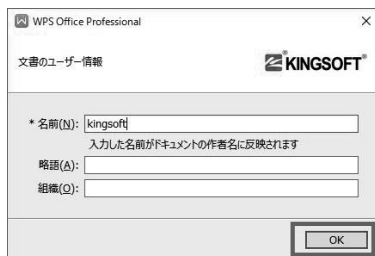 WPS Office Professional
文書のユーザー情報
KINGSOFT
* 名前(N): kingsoft
入力した名前がドキュメントの作者名に反映されます
略語(A):
組織(O):
OK